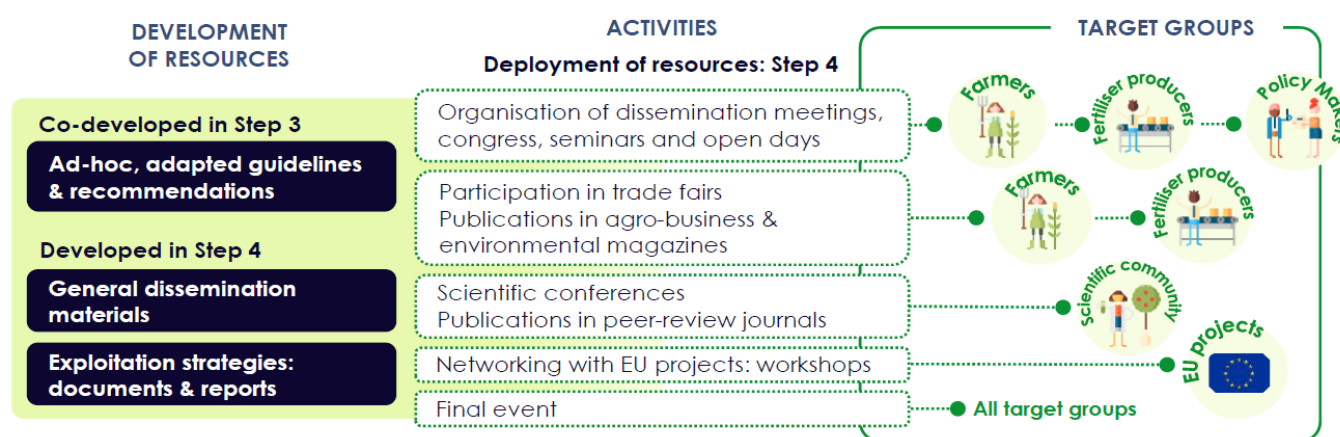 DEVELOPMENT
OF RESOURCES
Co-developed in Step 3
Ad-hoc, adapted guidelines
& recommendations
Developed in Step 4
General dissemination
materials
Exploitation strategies:
documents & reports
ACTIVITIES
Deployment of resources: Step 4
Organisation of dissemination meetings,
congress, seminars and open days
Participation in trade fairs
Publications in agro-business &
environmental magazines
Scientific conferences
Publications in peer-review journals
Networking with EU projects: workshops
Final event
TARGET GROUPS
Farmers
Fertiliser producers
Policy Makers
Farmers
Fertiliser producers
Scientific community
EU projects
All target groups